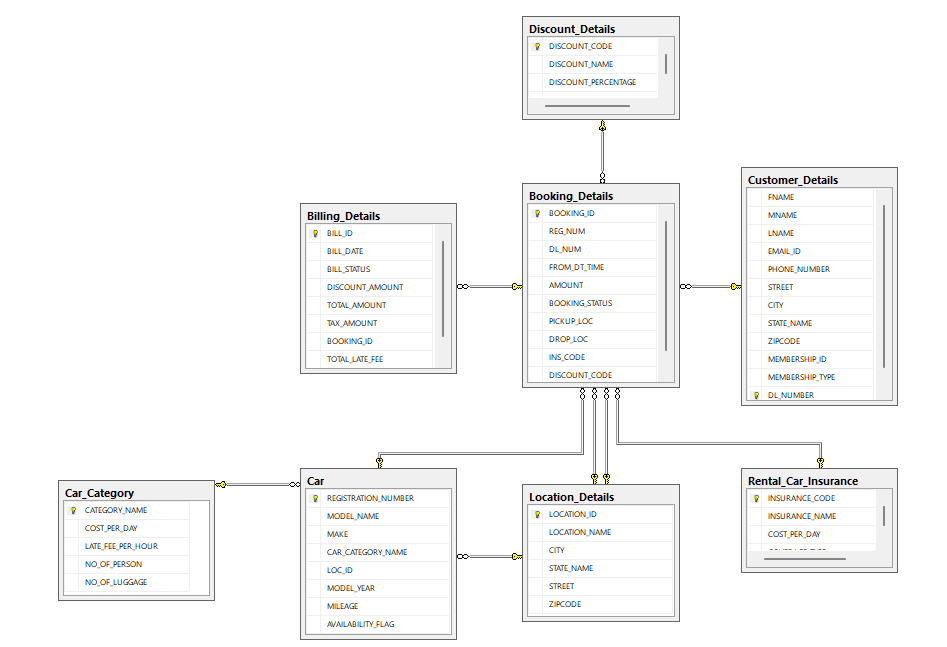 Discount_Details
DISCOUNT_CODE
DISCOUNT_NAME
DISCOUNT_PERCENTAGE
Customer_Details
FNAME
MNAME
LNAME
EMAIL_ID
PHONE_NUMBER
STREET
CITY
STATE_NAME
ZIPCODE
MEMBERSHIP_ID
MEMBERSHIP_TYPE
DL_NUMBER
Booking_Details
BOOKING_ID
REG_NUM
DL_NUM
FROM_DT_TIME
AMOUNT
BOOKING_STATUS
PICKUP_LOC
DROP_LOC
INS_CODE
DISCOUNT_CODE
Billing_Details
BILL_ID
BILL_DATE
BILL_STATUS
DISCOUNT_AMOUNT
TOTAL_AMOUNT
TAX_AMOUNT
BOOKING_ID
TOTAL_LATE_FEE
Car_Category
CATEGORY_NAME
COST_PER_DAY
LATE_FEE_PER_HOUR
NO_OF_PERSON
NO_OF_LUGGAGE
Car
REGISTRATION_NUMBER
MODEL_NAME
MAKE
CAR_CATEGORY_NAME
LOC_ID
MODEL_YEAR
MILEAGE
AVAILABILITY_FLAG
Location_Details
LOCATION_ID
LOCATION_NAME
CITY
STATE_NAME
STREET
ZIPCODE
Rental_Car_Insurance
INSURANCE_CODE
INSURANCE_NAME
COST_PER_DAY